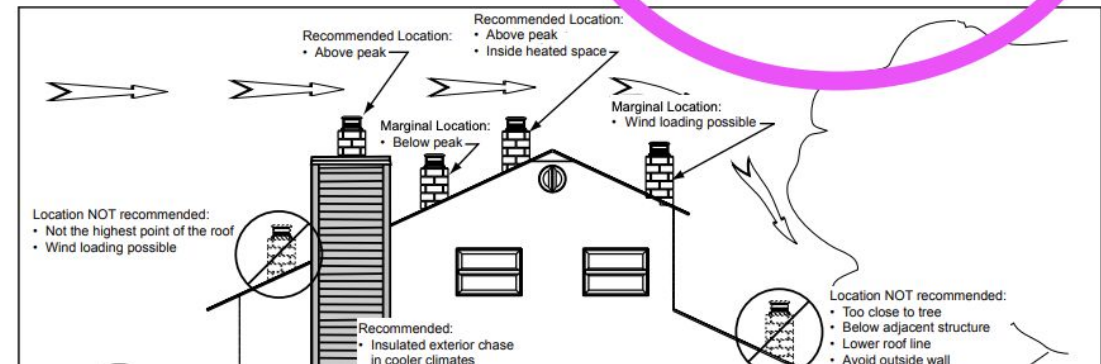 Recommended Location:
• Above peak
Recommended Location:
• Above peak
• Inside heated space
Marginal Location:
• Below peak
Marginal Location:
• Wind loading possible
Location NOT recommended:
• Not the highest point of the roof
• Wind loading possible
Recommended:
• Insulated exterior chase
in cooler climates
Location NOT recommended:
• Too close to tree
• Below adjacent structure
• Lower roof line
• Avoid outside wall